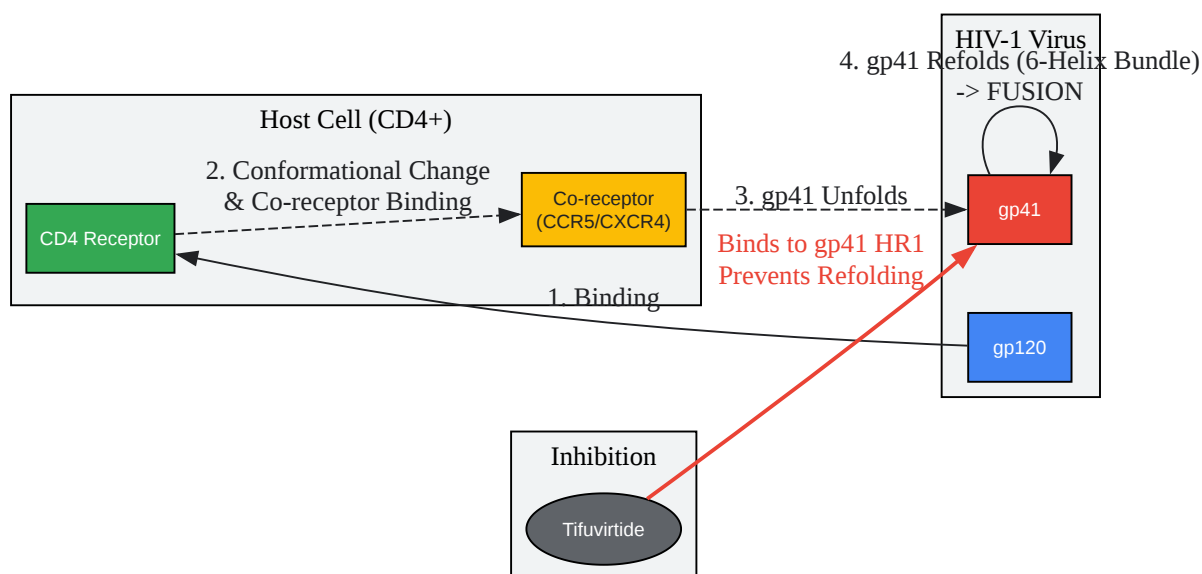 HIV-1 Virus
4. gp41 Refolds (6-Helix Bundle)
-> FUSION
Host Cell (CD4+)
2. Conformational Change
& Co-receptor Binding
CD4 Receptor
Co-receptor
(CCR5/CXCR4)
3. gp41 Unfolds
gp41
Binds to gp41 HR1
Prevents Refolding
1. Binding
gp120
Inhibition
Tifuvirtide